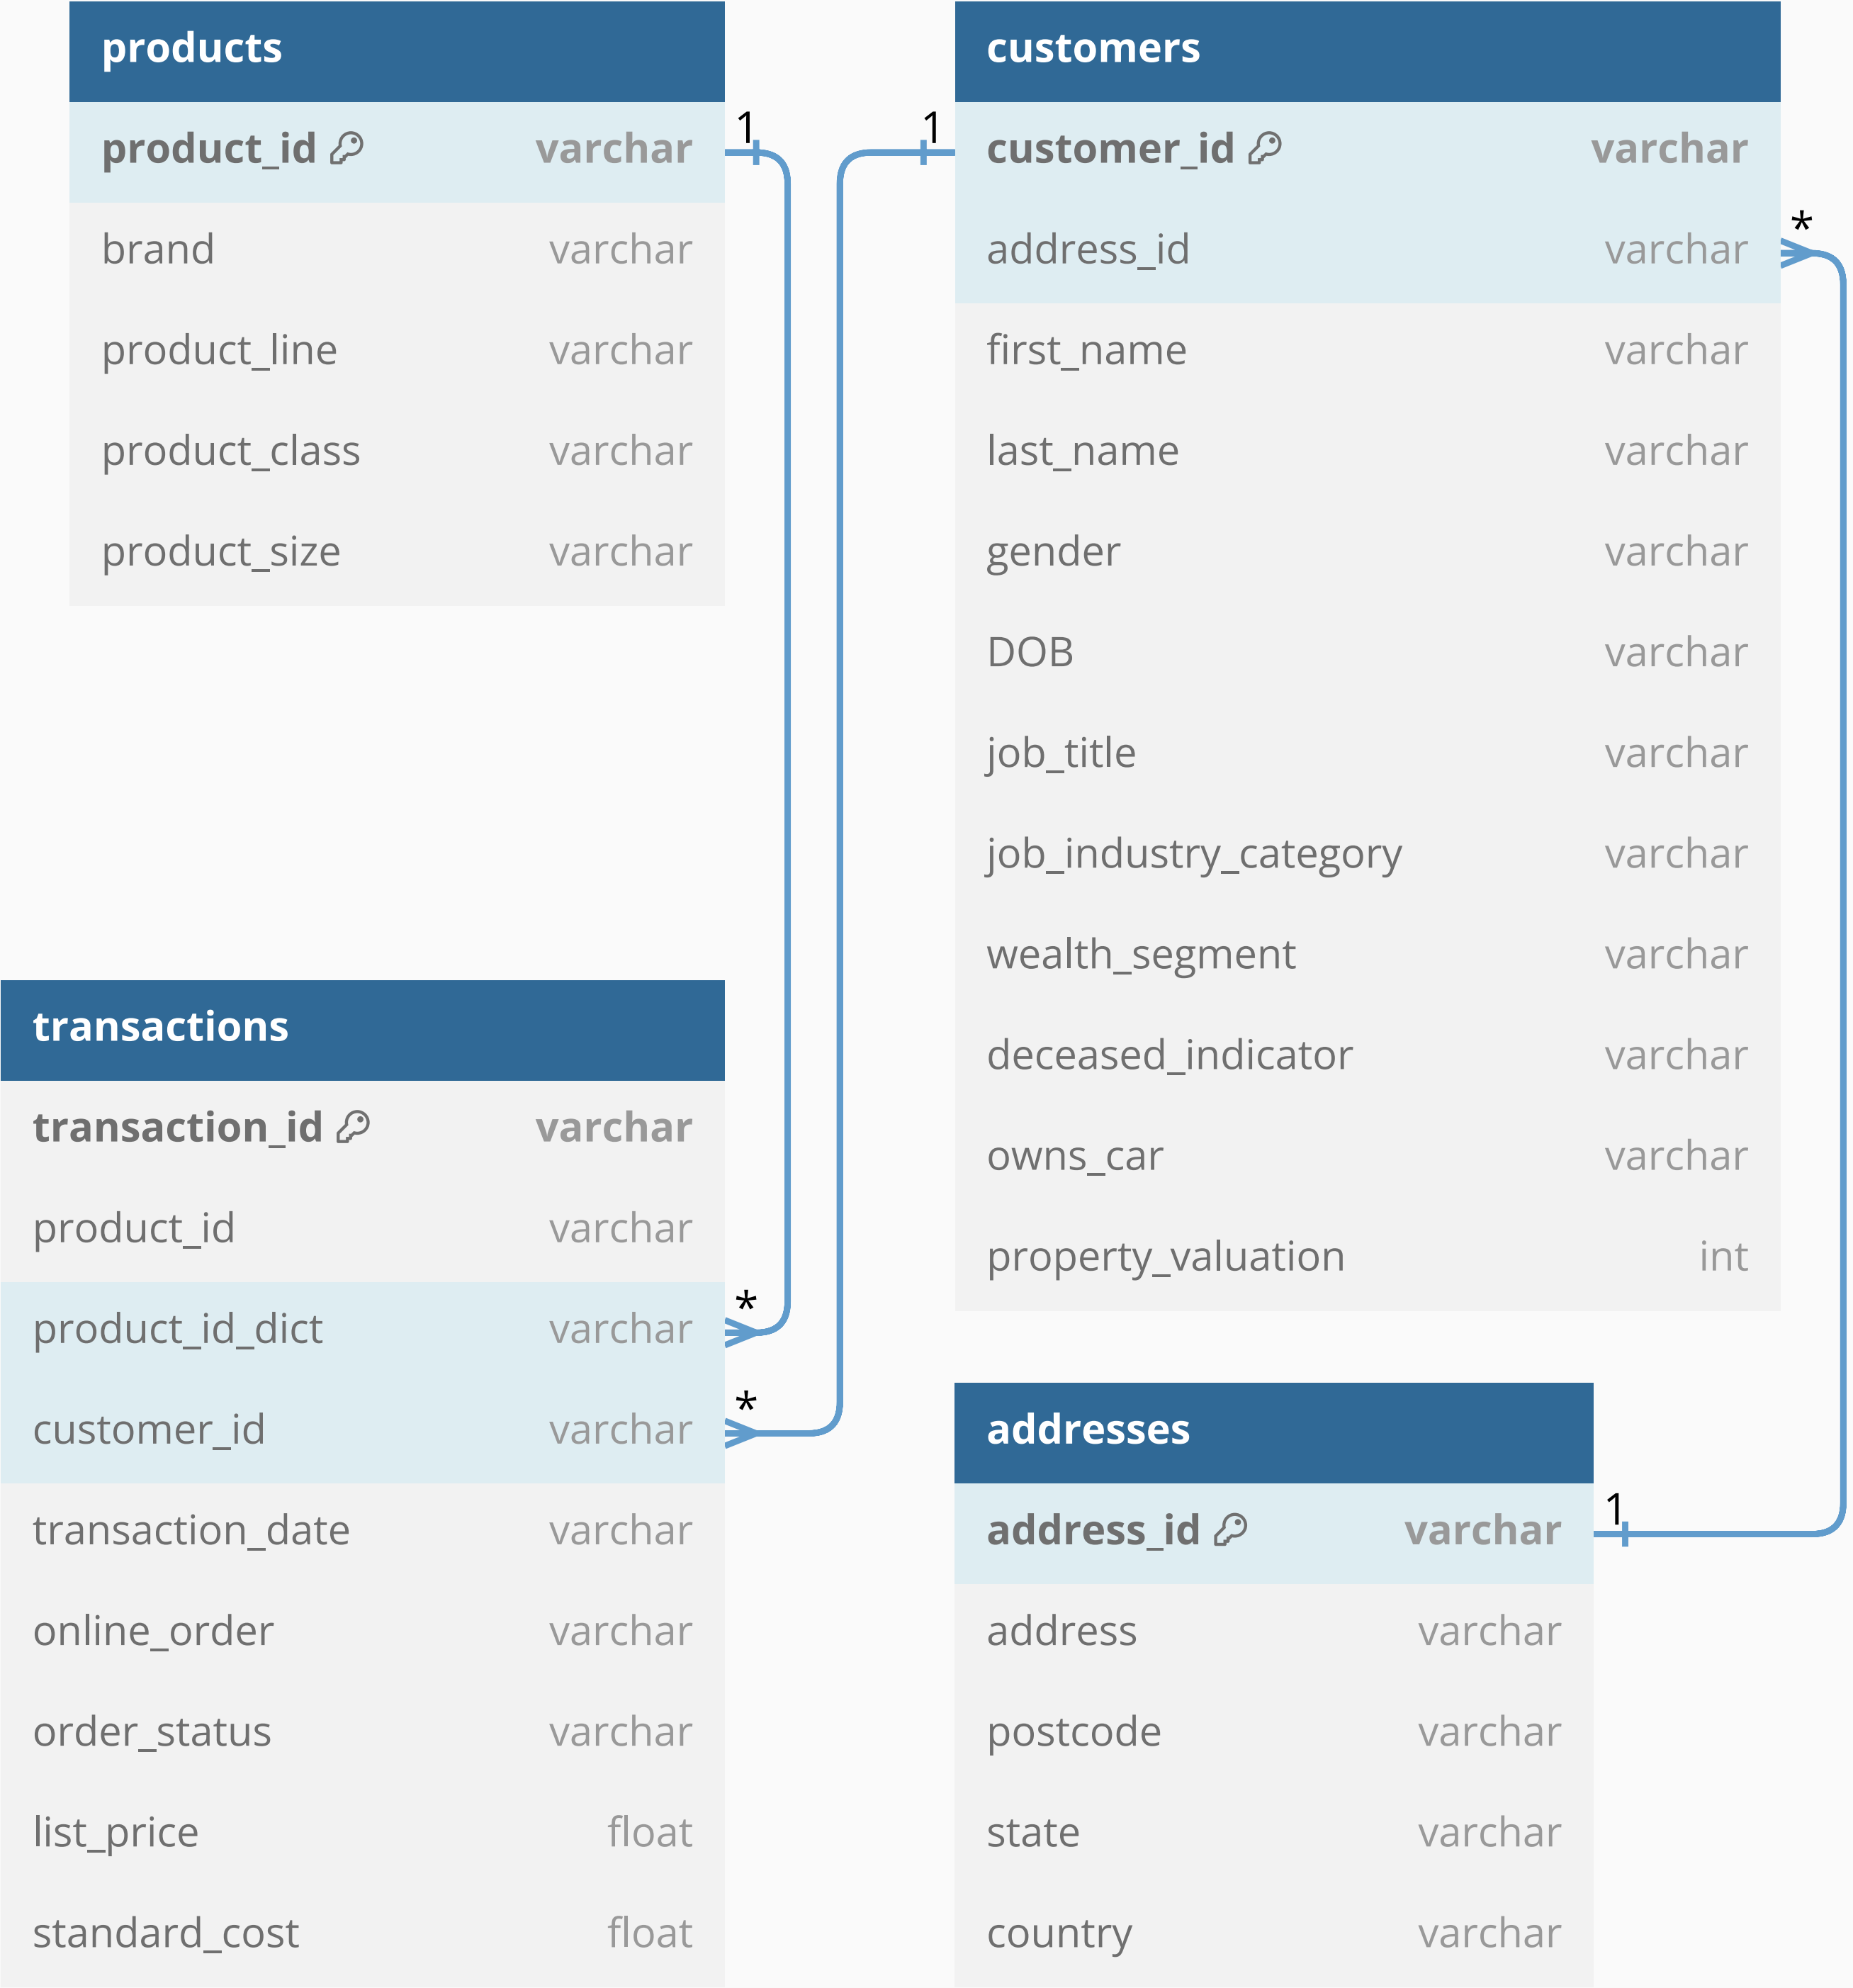 products
1
product_id varchar
brand varchar
product_line varchar
product_class varchar
product_size varchar
customers
1
customer_id varchar
*
address_id varchar
first_name varchar
last_name varchar
gender varchar
DOB varchar
job_title varchar
job_industry_category varchar
wealth_segment varchar
deceased_indicator varchar
owns_car varchar
property_valuation int
transactions
transaction_id varchar
product_id varchar
*
product_id_dict varchar
*
customer_id varchar
transaction_date varchar
online_order varchar
order_status varchar
list_price float
standard_cost float
addresses
1
address_id varchar
address varchar
postcode varchar
state varchar
country varchar